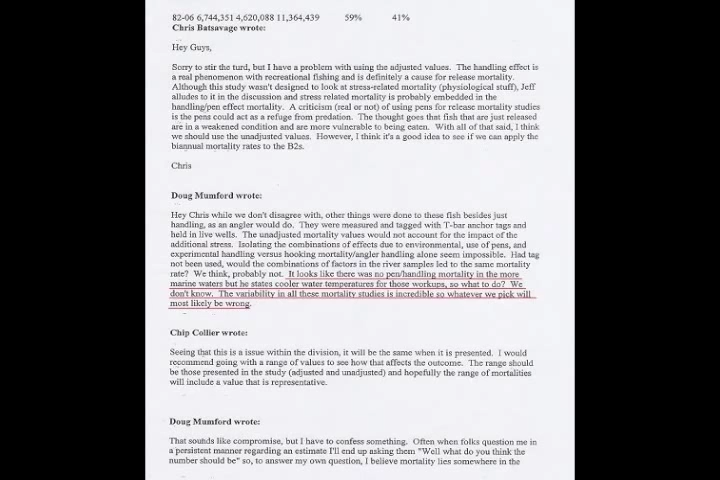 82-06 6,744,351 4,620,088 11,364,439 59% 41%
Chris Batsavage wrote:
Hey Guys,
Sorry to stir the turd, but I have a problem with using the adjusted values. The handling effect is
a real phenomenon with recreational fishing and is definitely a cause for release mortality.
Although this study wasn't designed to look at stress-related mortality (physiological stuff), Jeff
alludes to it in the discussion and stress related mortality is probably embedded in the
handling/pen effect mortality. A criticism (real or not) of using pens for release mortality studies
is the pens could act as a refuge from predation. The thought goes that fish that are just released
are in a weakened condition and are more vulnerable to being eaten. With all of that said, I think
we should use the unadjusted values. However, I think it's a good idea to see if we can apply the
biannual mortality rates to the B2s.
Chris
Doug Mumford wrote:
Hey Chris while we don't disagree with, other things were done to these fish besides just
handling, as an angler would do. They were measured and tagged with T-bar anchor tags and
held in live wells. The unadjusted mortality values would not account for the impact of the
additional stress. Isolating the combinations of effects due to environmental, use of pens, and
experimental handling versus hooking mortality/angler handling alone seem impossible. Had tag
not been used, would the combinations of factors in the river samples led to the same mortality
rate? We think, probably not. It looks like there was no pen/handling mortality in the more
marine waters but he states cooler water temperatures for those workups, so what to do? We
don't know. The variability in all these mortality studies is incredible so whatever we pick will
most likely be wrong.
Chip Collier wrote:
Seeing that this is a issue within the division, it will be the same when it is presented. I would
recommend going with a range of values to see how that affects the outcome. The range should
be those presented in the study (adjusted and unadjusted) and hopefully the range of mortalities
will include a value that is representative.
Doug Mumford wrote:
That sounds like compromise, but I have to confess something. Often when folks question me in
a persistent manner regarding an estimate I'll end up asking them "Well what do you think the
number should be" so, to answer my own question, I believe mortality lies somewhere in the